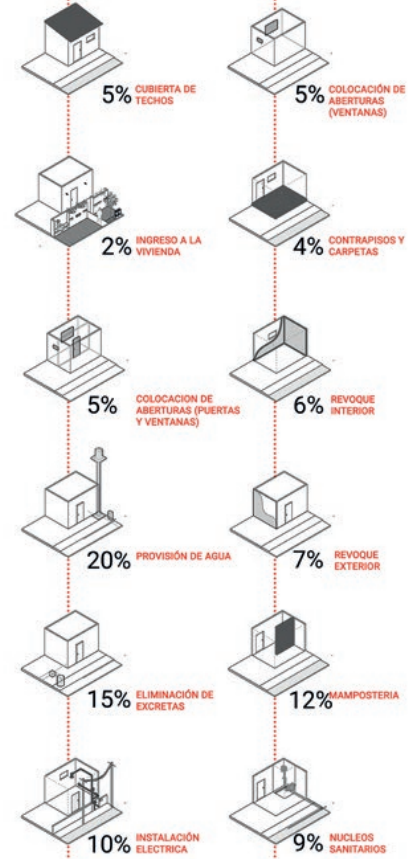 5% CUBIERTA DE
TECHOS
5% COLOCACIÓN DE
ABERTURAS
(VENTANAS)
2% INGRESO A LA
VIVIENDA
4% CONTRAPISOS Y
CARPETAS
5% COLOCACION DE
ABERTURAS (PUERTAS
Y VENTANAS)
6% REVOQUE
INTERIOR
20% PROVISIÓN DE AGUA
7% REVOQUE
EXTERIOR
15% ELIMINACIÓN DE
EXCRETAS
12% MAMPOSTERIA
10% INSTALACIÓN
ELECTRICA
9% NUCLEOS
SANITARIOS